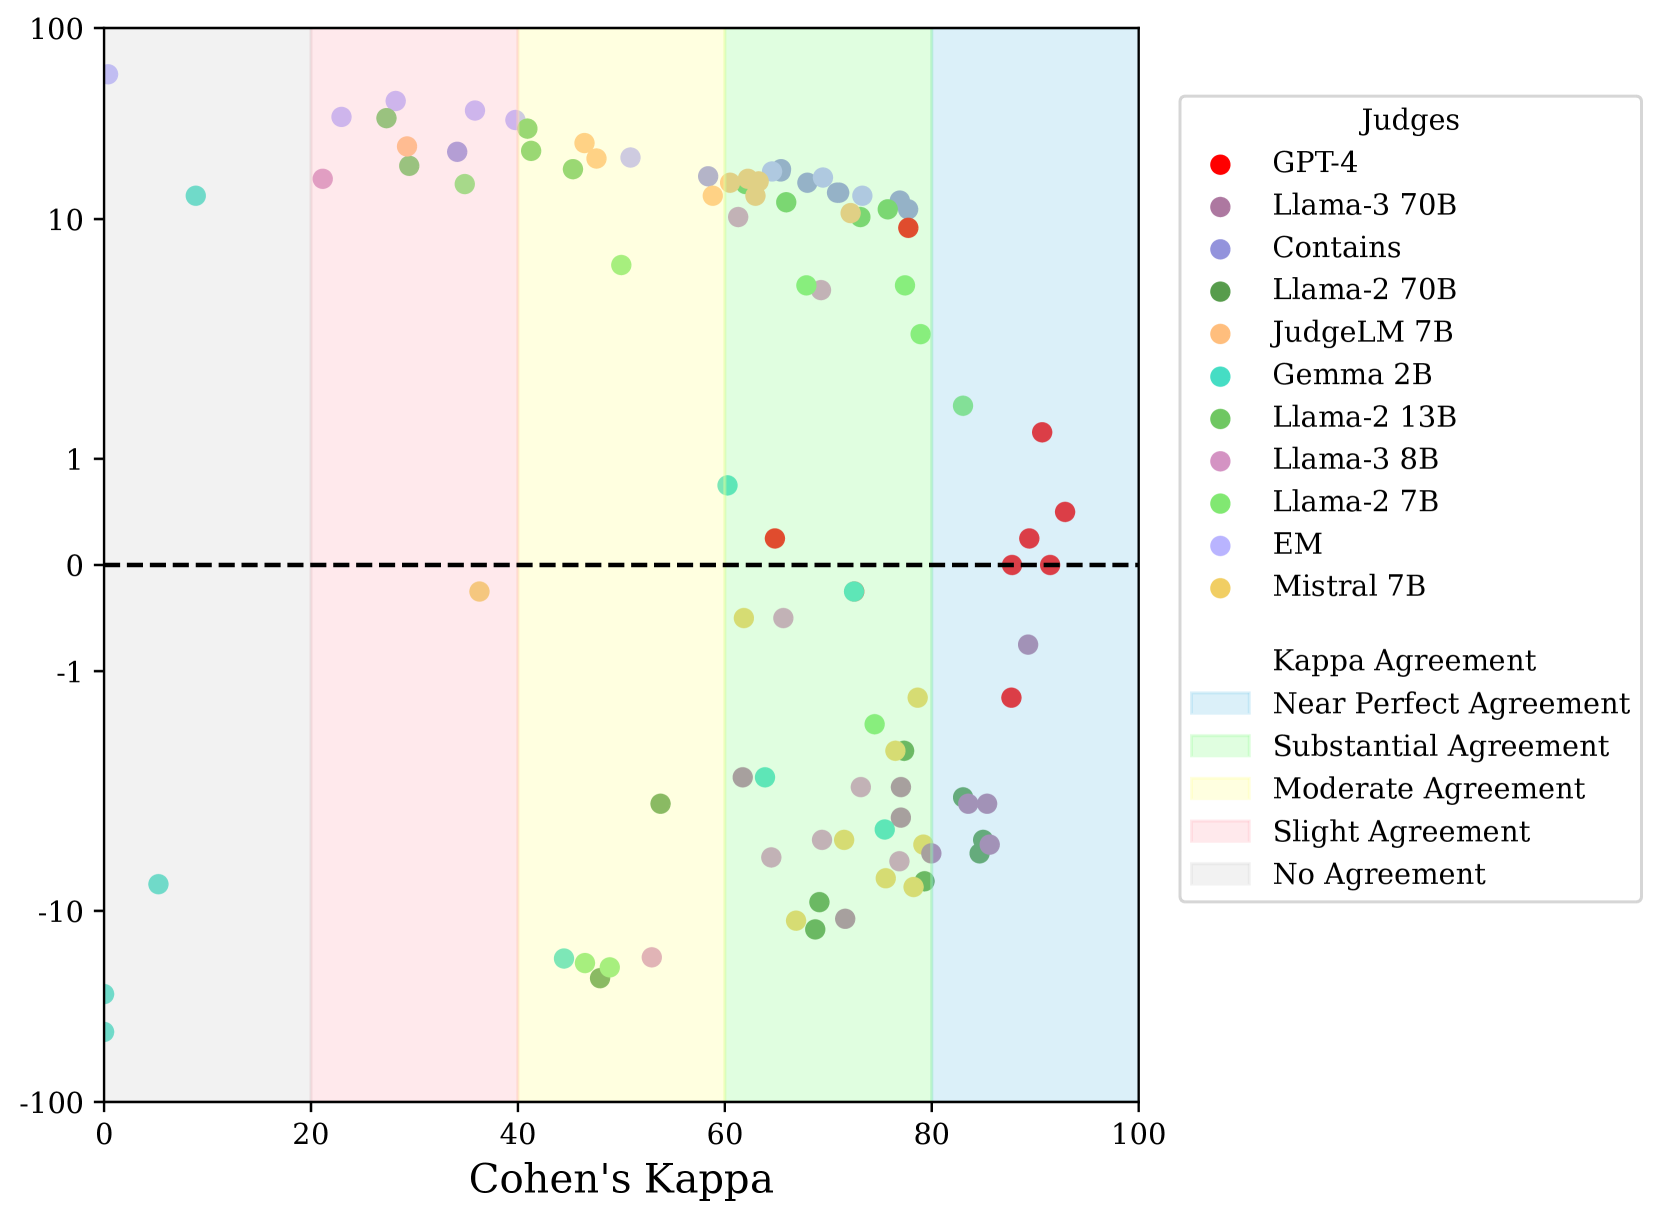 100
10
1
0
-1
-10
-100
0 20 40 60 80 100
Cohen's Kappa
Judges
GPT-4
Llama-3 70B
Contains
Llama-2 70B
JudgeLM 7B
Gemma 2B
Llama-2 13B
Llama-3 8B
Llama-2 7B
EM
Mistral 7B
Kappa Agreement
Near Perfect Agreement
Substantial Agreement
Moderate Agreement
Slight Agreement
No Agreement